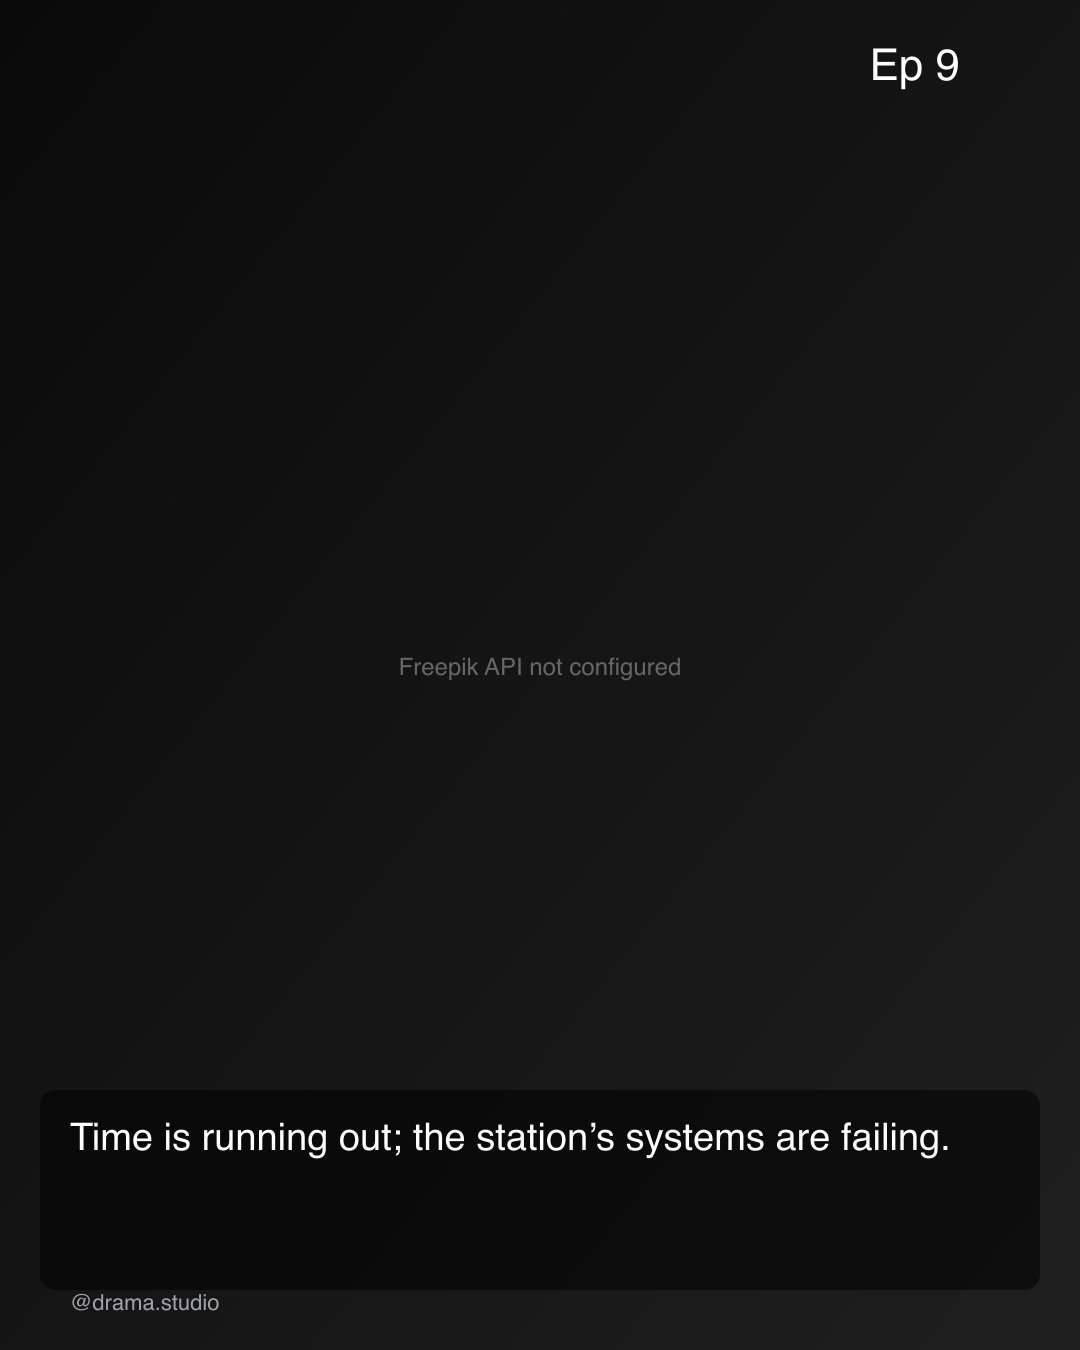 Ep 9
Freepik API not configured
Time is running out; the station’s systems are failing.
@drama.studio